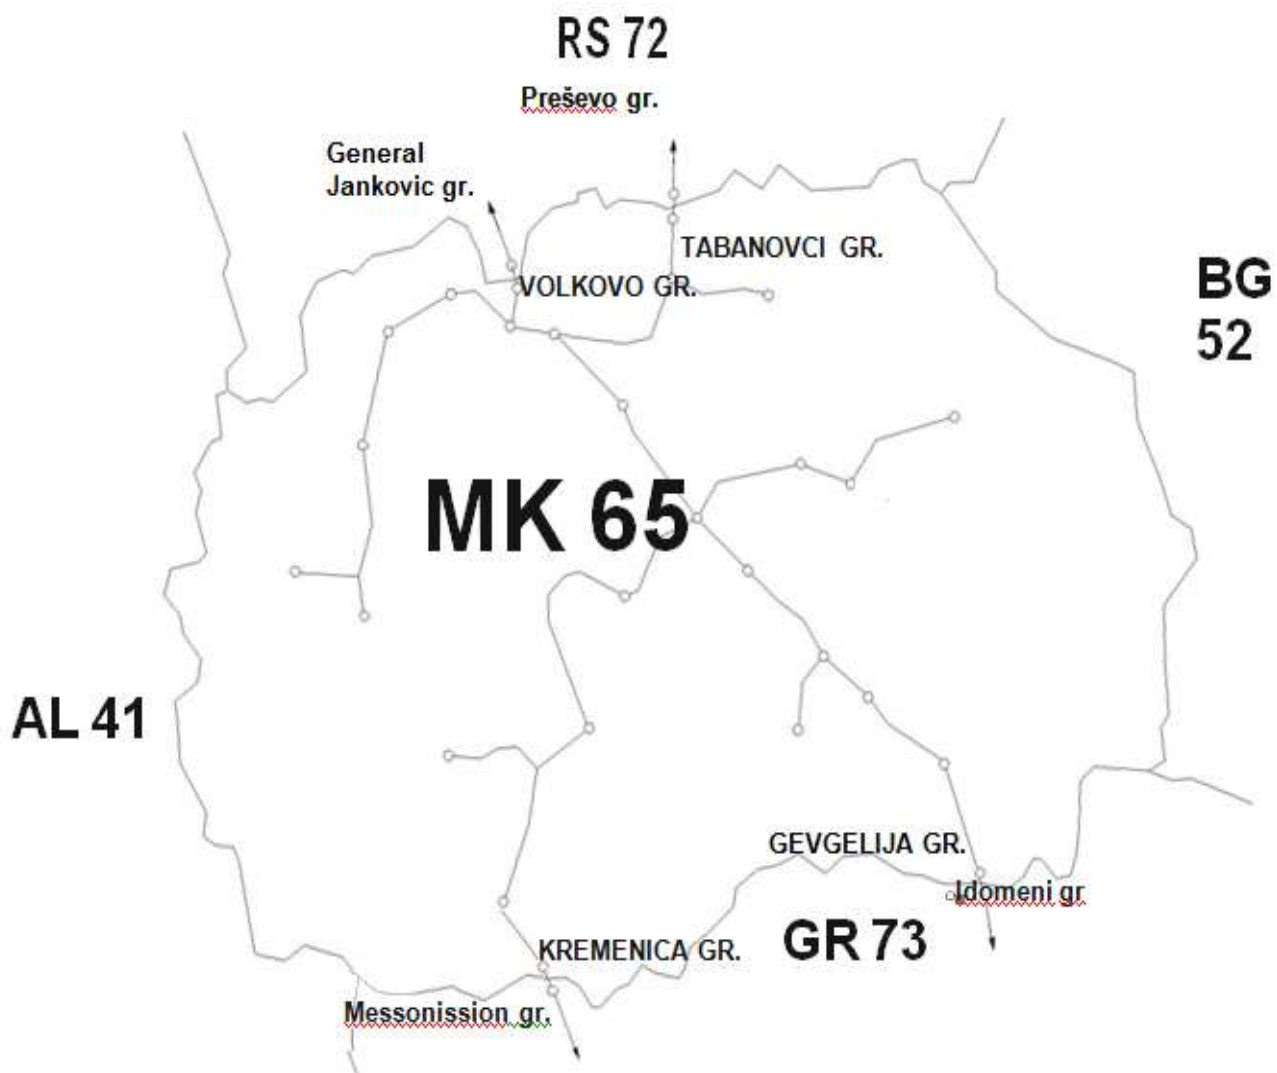 RS 72
Preševo gr.
General
Jankovic gr.
TABANOVCI GR.
VOLKOVO GR.
BG
52
MK 65
AL 41
GEVGELIJA GR.
Idomeni gr
GR 73
KREMENICA GR.
Messonission gr.